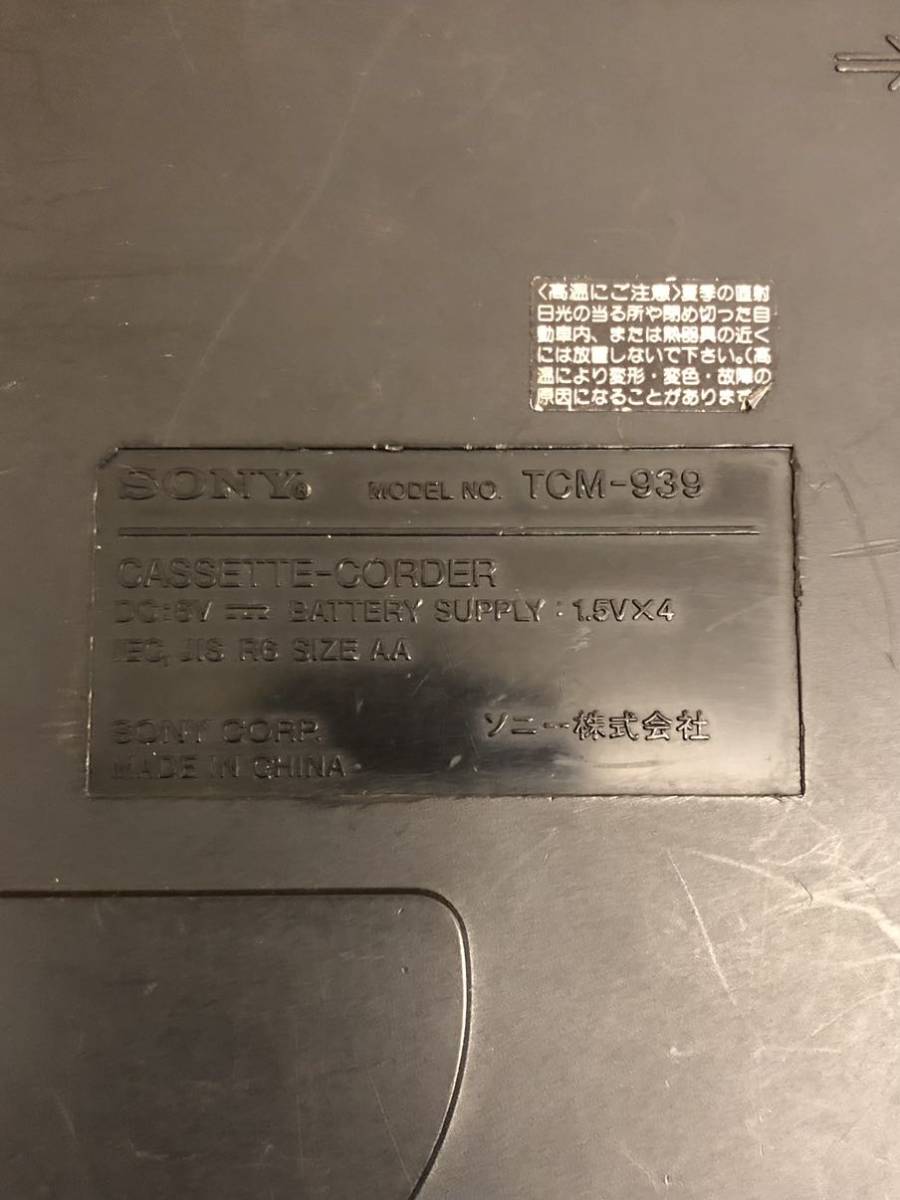 〈高温にご注意〉夏季の直射
日光の当る所や閉め切った自
動車内、または熱器具の近く
には放置しないで下さい。(高
温により変形・変色・故障の
原因になることがあります
SONY® MODEL NO. TCM-939
CASSETTE-CORDER
DC:6V ⎓ BATTERY SUPPLY : 1.5V×4
IEC, JIS R6 SIZE AA
SONY CORP. ソニー株式会社
MADE IN CHINA